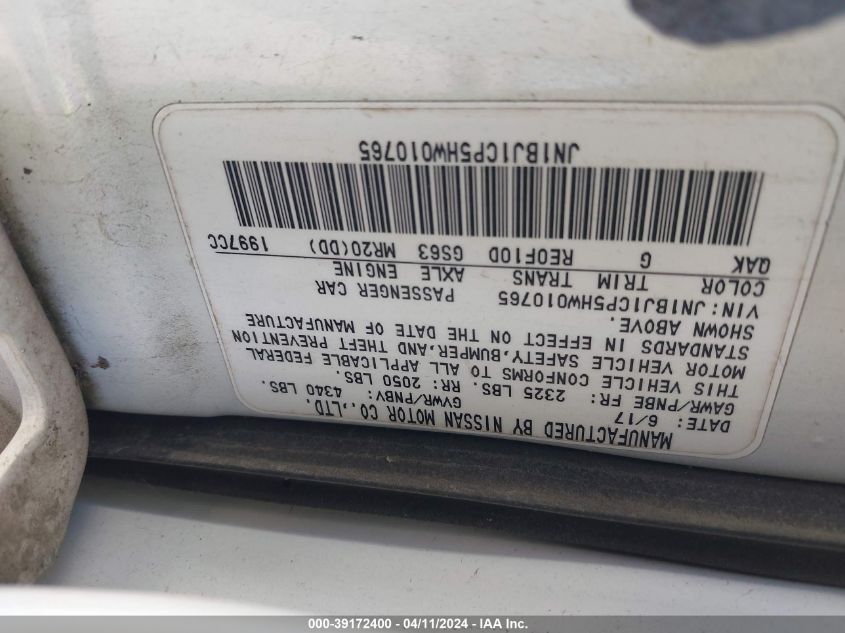 MANUFACTURED BY NISSAN MOTOR CO.,LTD.
DATE: 6/17 GVWR/PNBV: 4340 LBS.
GAWR/PNBE FR: 2325 LBS. RR: 2050 LBS.
THIS VEHICLE CONFORMS TO ALL APPLICABLE FEDERAL
MOTOR VEHICLE SAFETY,BUMPER,AND THEFT PREVENTION
STANDARDS IN EFFECT ON THE DATE OF MANUFACTURE
SHOWN ABOVE.
VIN:JN1BJ1CP5HW010765 PASSENGER CAR
COLOR TRIM TRANS AXLE ENGINE
QAK G RE0F10D GS63 MR20(DD) 1997CC
JN1BJ1CP5HW010765
000-39172400 - 04/11/2024 - IAA Inc.